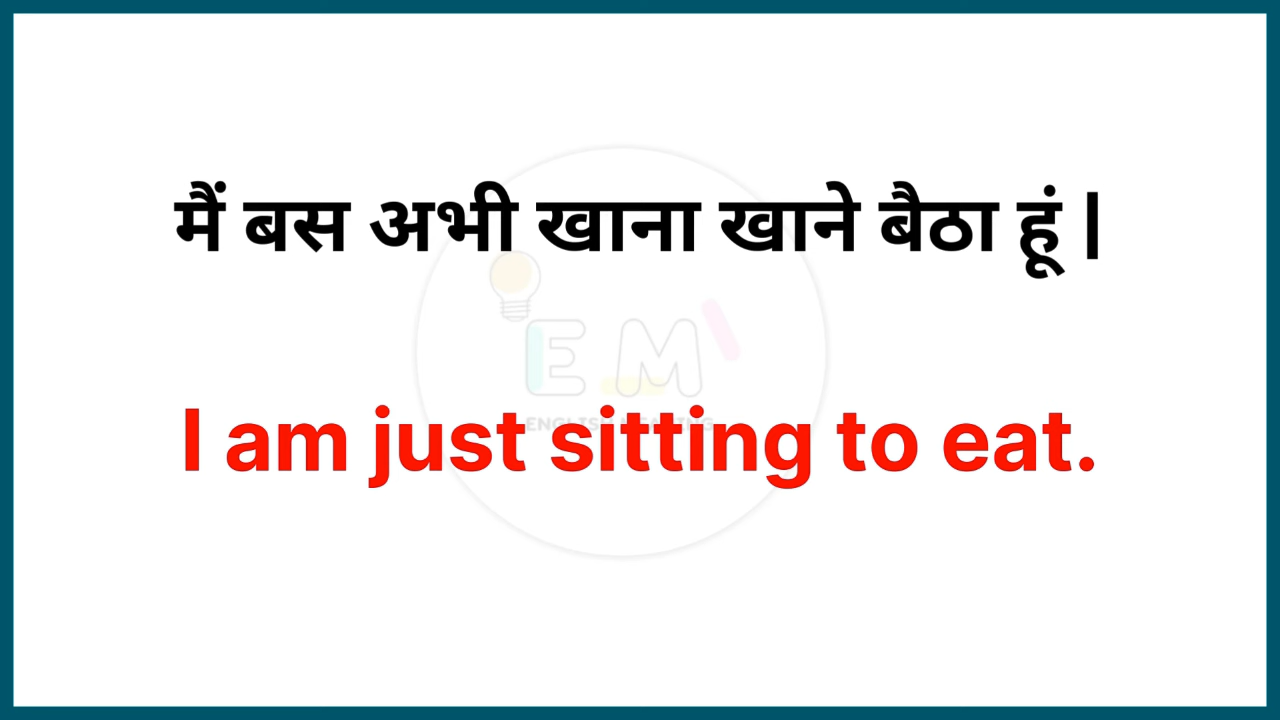 मैं बस अभी खाना खाने बैठा हूं |
I am just sitting to eat.